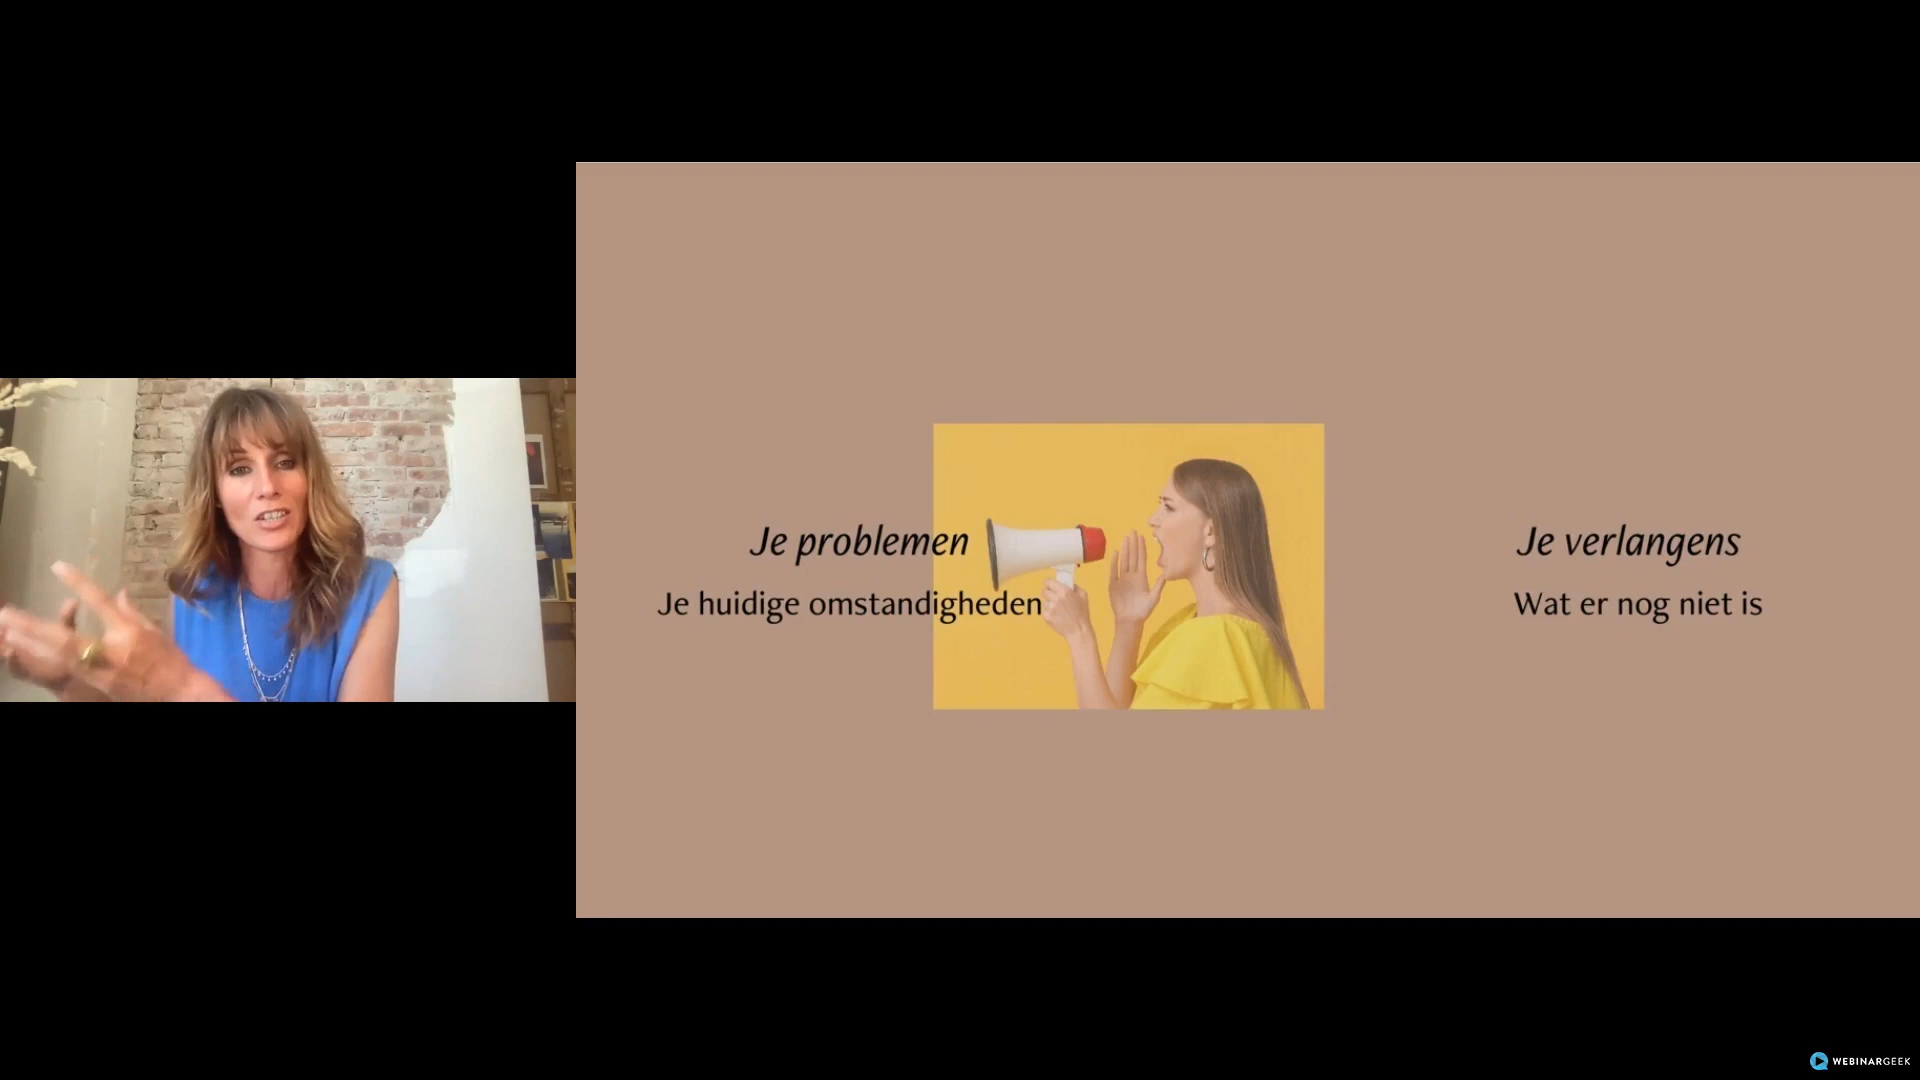 Je problemen
Je huidige omstandigheden
Je verlangens
Wat er nog niet is
WEBINARGEEK